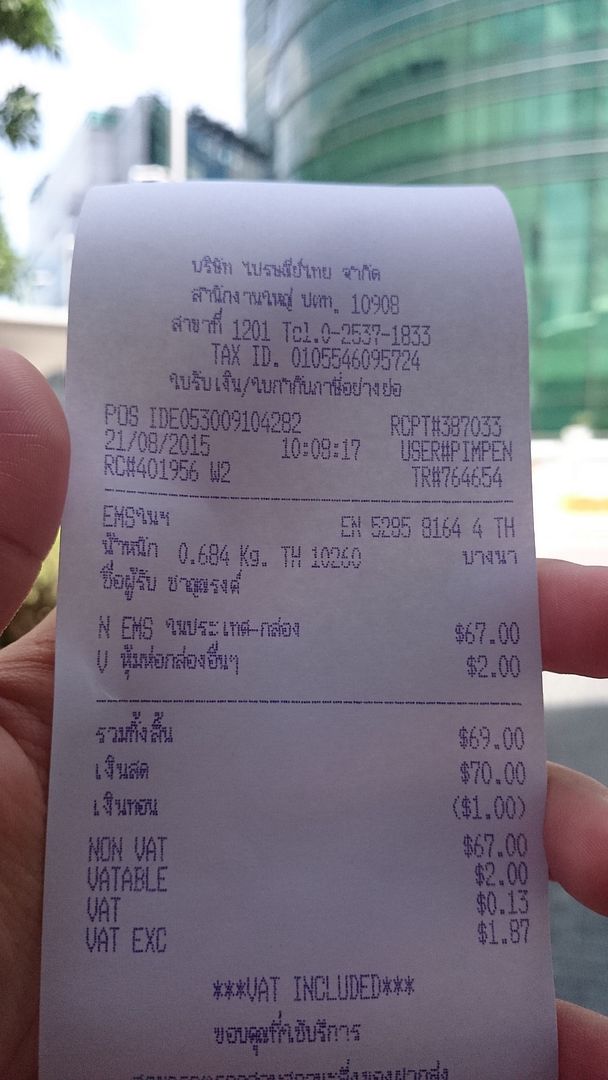 บริษัท ไปรษณีย์ไทย จำกัด
สำนักงานใหญ่ ปณท. 10908
สาขาที่ 1201 Tel.0-2537-1833
TAX ID. 0105546095724
ใบรับเงิน/ใบกำกับภาษีอย่างย่อ
POS IDE053009104282 RCPT#387033
21/08/2015 10:08:17 USER#PIMPEN
RC#401956 W2 TR#764654
EMSในฯ EN 5295 8164 4 TH
น้ำหนัก 0.684 Kg. TH 10260 บางนา
ชื่อผู้รับ ชาญณรงค์
N EMS ในประเทศ-กล่อง $67.00
V หุ้มห่อกล่องอื่นๆ $2.00
รวมทั้งสิ้น $69.00
เงินสด $70.00
เงินทอน ($1.00)
NON VAT $67.00
VATABLE $2.00
VAT $0.13
VAT EXC $1.87
***VAT INCLUDED***
ขอบคุณที่ใช้บริการ